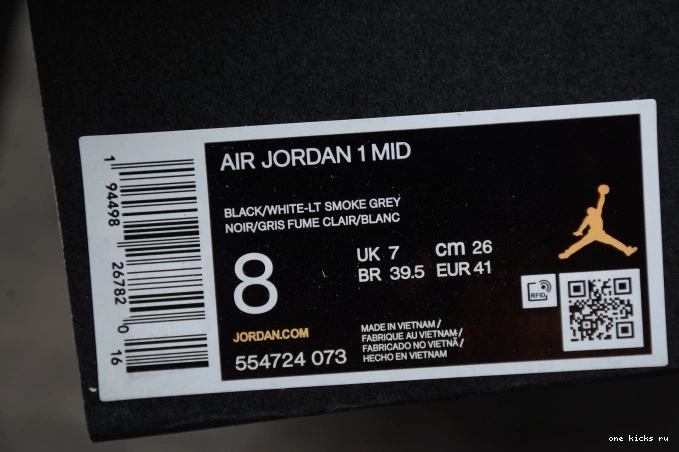 AIR JORDAN 1 MID
BLACK/WHITE-LT SMOKE GREY
NOIR/GRIS FUME CLAIR/BLANC
8
UK 7 cm 26
BR 39.5 EUR 41
JORDAN.COM
554724 073
MADE IN VIETNAM/
FABRIQUE AU VIETNAM/
FABRICADO NO VIETNÃ/
HECHO EN VIETNAM
RFID
1 94498 26782 0 16
one kicks ru